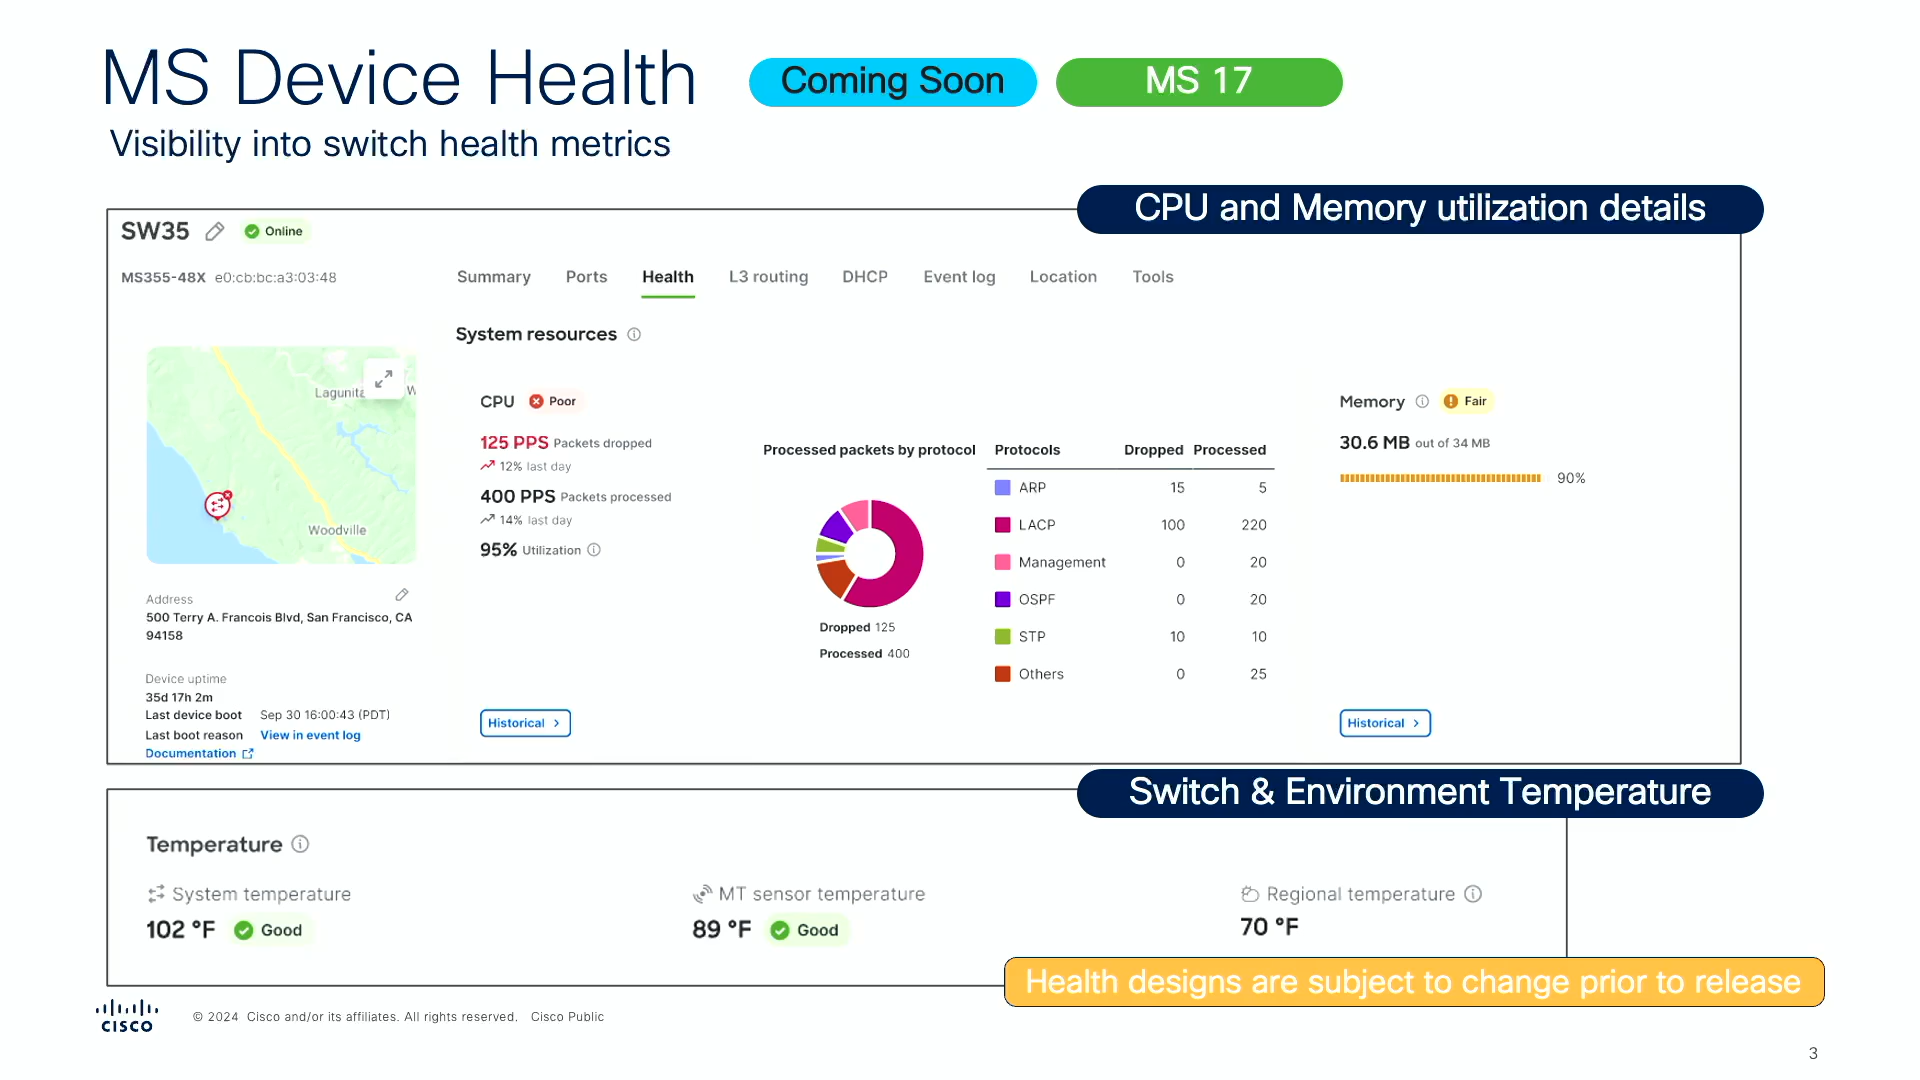 MS Device Health
Coming Soon
MS 17
Visibility into switch health metrics
CPU and Memory utilization details
SW35
Online
MS355-48X e0:cb:bc:a3:03:48
Summary Ports Health L3 routing DHCP Event log Location Tools
System resources
Lagunita
W
Woodville
Address
500 Terry A. Francois Blvd, San Francisco, CA
94158
Device uptime
35d 17h 2m
Last device boot Sep 30 16:00:43 (PDT)
Last boot reason View in event log
Documentation
CPU Poor
125 PPS Packets dropped
12% last day
400 PPS Packets processed
14% last day
95% Utilization
Historical >
Processed packets by protocol
Dropped 125
Processed 400
Protocols Dropped Processed
ARP 15 5
LACP 100 220
Management 0 20
OSPF 0 20
STP 10 10
Others 0 25
Memory Fair
30.6 MB out of 34 MB
90%
Historical >
Switch & Environment Temperature
Temperature
System temperature
102 °F Good
MT sensor temperature
89 °F Good
Regional temperature
70 °F
Health designs are subject to change prior to release
CISCO
© 2024 Cisco and/or its affiliates. All rights reserved. Cisco Public
3